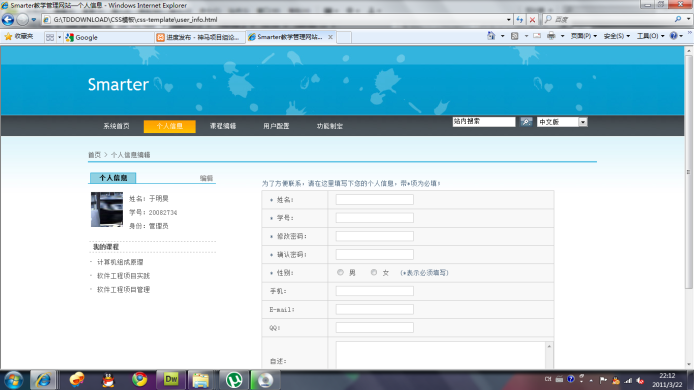 Smarter教学管理网站—个人信息 - Windows Internet Explorer
G:\TDDOWNLOAD\CSS模板\css-template\user_info.html
百度
收藏夹
Google
进度发布 - 神马项目组论...
Smarter教学管理网站...
页面(P)
安全(S)
工具(O)
Smarter
系统首页
个人信息
课程编辑
用户配置
功能制定
站内搜索
中文版
首页 > 个人信息编辑
个人信息
编辑
姓名: 于明昊
学号: 20082734
身份: 管理员
我的课程
计算机组成原理
软件工程项目实践
软件工程项目管理
为了方便联系，请在这里填写下您的个人信息，带*项为必填：
* 姓名:
* 学号:
* 修改密码:
* 确认密码:
* 性别: 男 女 (*表示必须填写)
手机:
E-mail:
QQ:
自述:
Dw
CH
22:12
2011/3/22